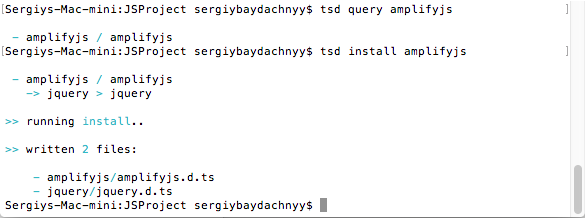 [Sergiys-Mac-mini:JSProject sergiybaydachnyy$ tsd query amplifyjs ]
- amplifyjs / amplifyjs
[Sergiys-Mac-mini:JSProject sergiybaydachnyy$ tsd install amplifyjs ]
- amplifyjs / amplifyjs
-> jquery > jquery
>> running install..
>> written 2 files:
- amplifyjs/amplifyjs.d.ts
- jquery/jquery.d.ts
Sergiys-Mac-mini:JSProject sergiybaydachnyy$